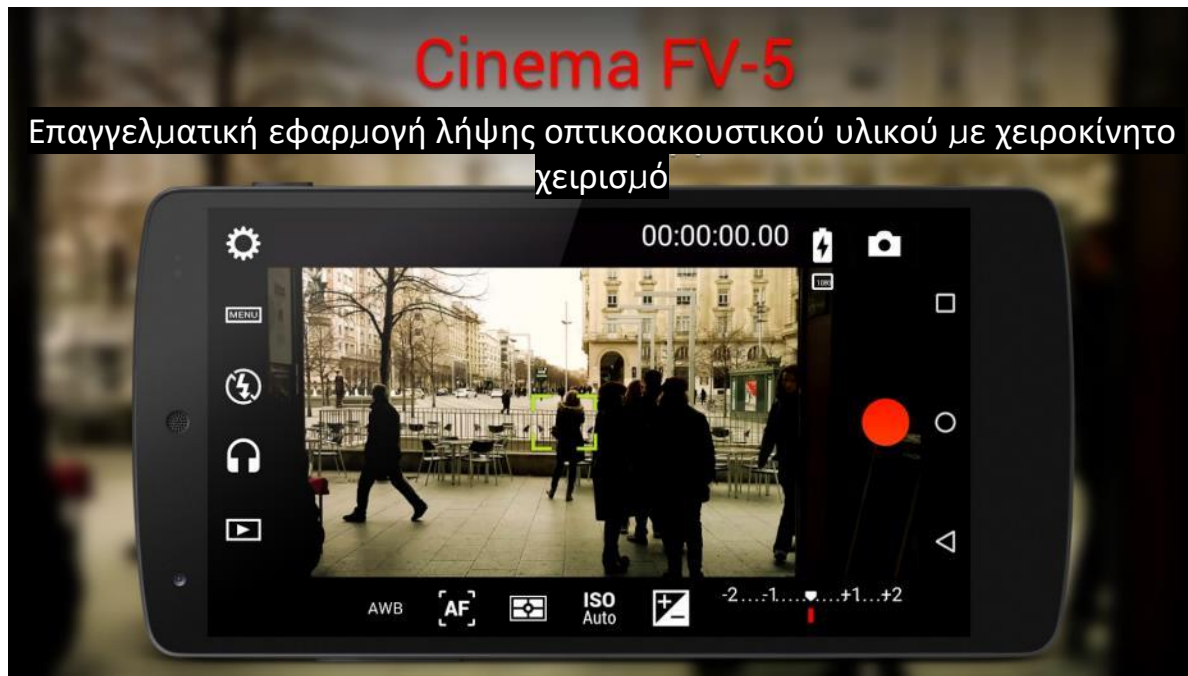 Cinema FV-5
Επαγγελματική εφαρμογή λήψης οπτικοακουστικού υλικού με χειροκίνητο
χειρισμό
00:00:00.00
1080
MENU
AWB
AF
ISO
Auto
-2....-1....
....+1...+2